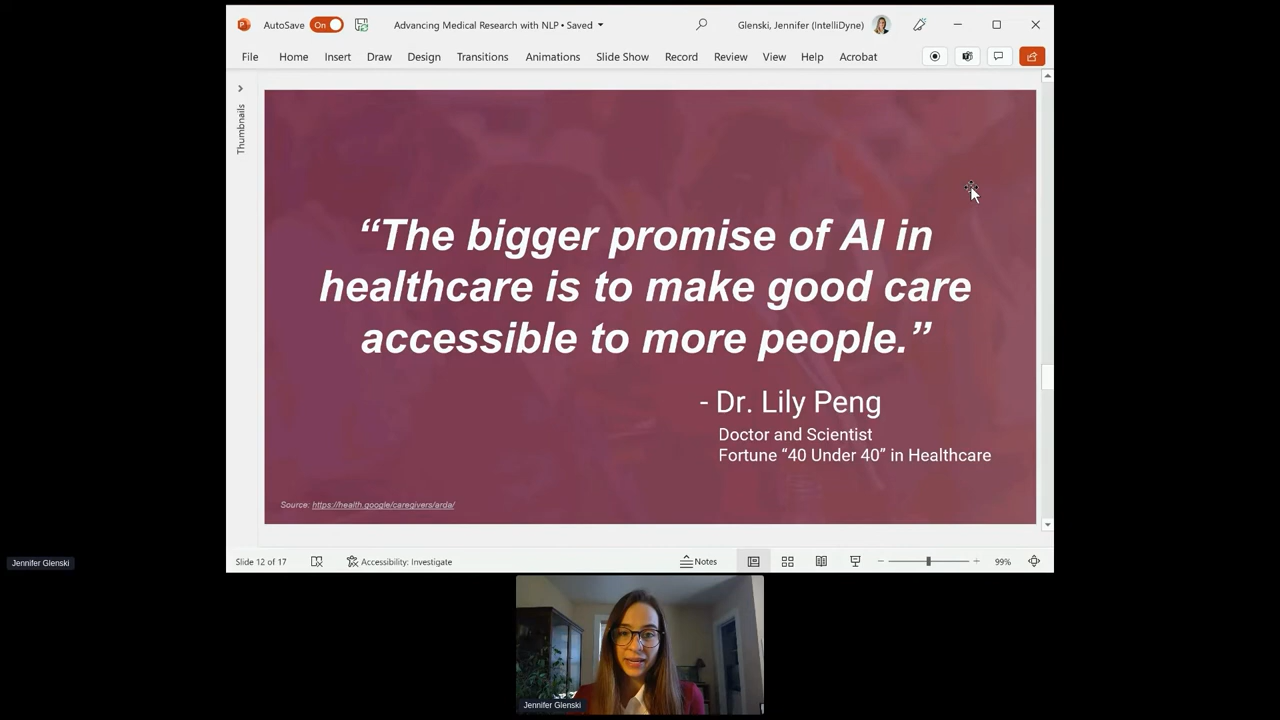 AutoSave On Advancing Medical Research with NLP • Saved Glenski, Jennifer (IntelliDyne)
File Home Insert Draw Design Transitions Animations Slide Show Record Review View Help Acrobat
Thumbnails
“The bigger promise of AI in
healthcare is to make good care
accessible to more people.”
- Dr. Lily Peng
Doctor and Scientist
Fortune “40 Under 40” in Healthcare
Source: https://health.google/caregivers/arda/
Slide 12 of 17 Accessibility: Investigate Notes 99%
Jennifer Glenski
Jennifer Glenski